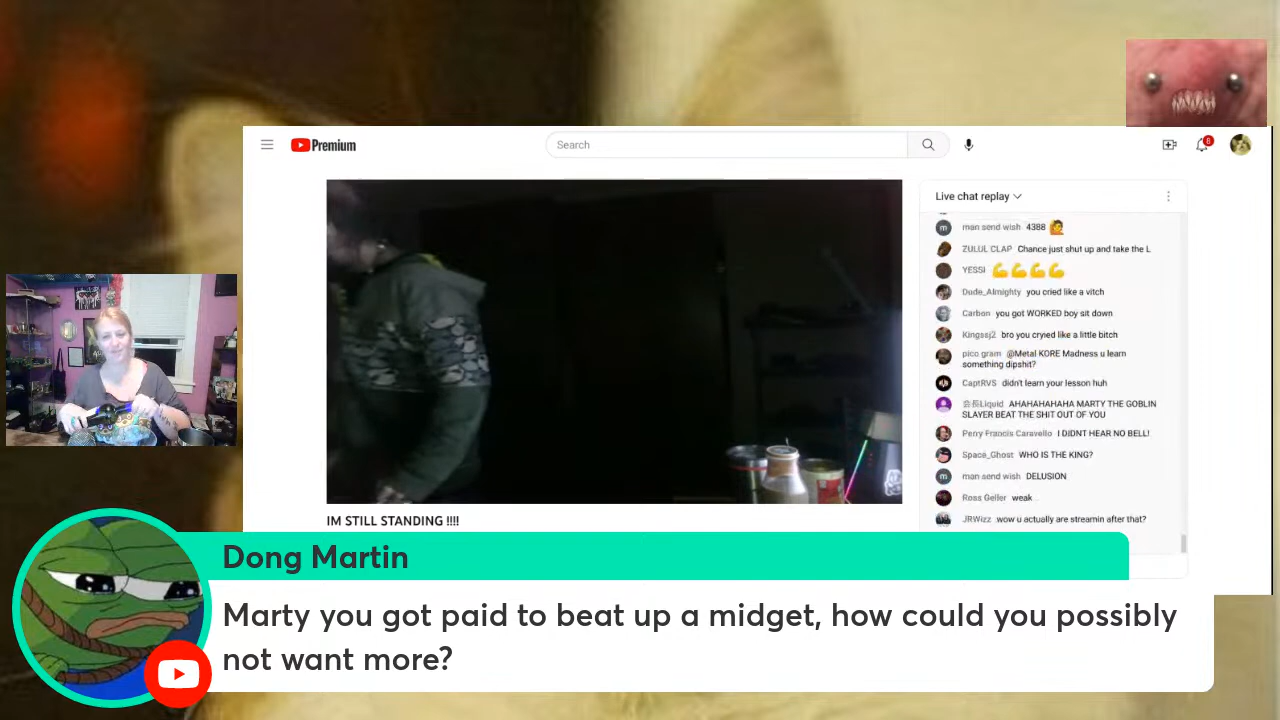 Premium
Search
6
Live chat replay
man send wish 4388
ZULUL CLAP Chance just shut up and take the L
YESSI
Dude_Almighty you cried like a vitch
Carbon you got WORKED boy sit down
Kingssj2 bro you cryed like a little bitch
pico gram @Metal KORE Madness u learn
something dipshit?
CaptRVS didn't learn your lesson huh
Liquid AHAHAHAHAHA MARTY THE GOBLIN
SLAYER BEAT THE SHIT OUT OF YOU
Perry Francis Caravello I DIDNT HEAR NO BELL!
Space_Ghost WHO IS THE KING?
m man send wish DELUSION
Ross Geller weak
JRWizz .wow u actually are streamin after that?
IM STILL STANDING !!!!
Dong Martin
Marty you got paid to beat up a midget, how could you possibly
not want more?